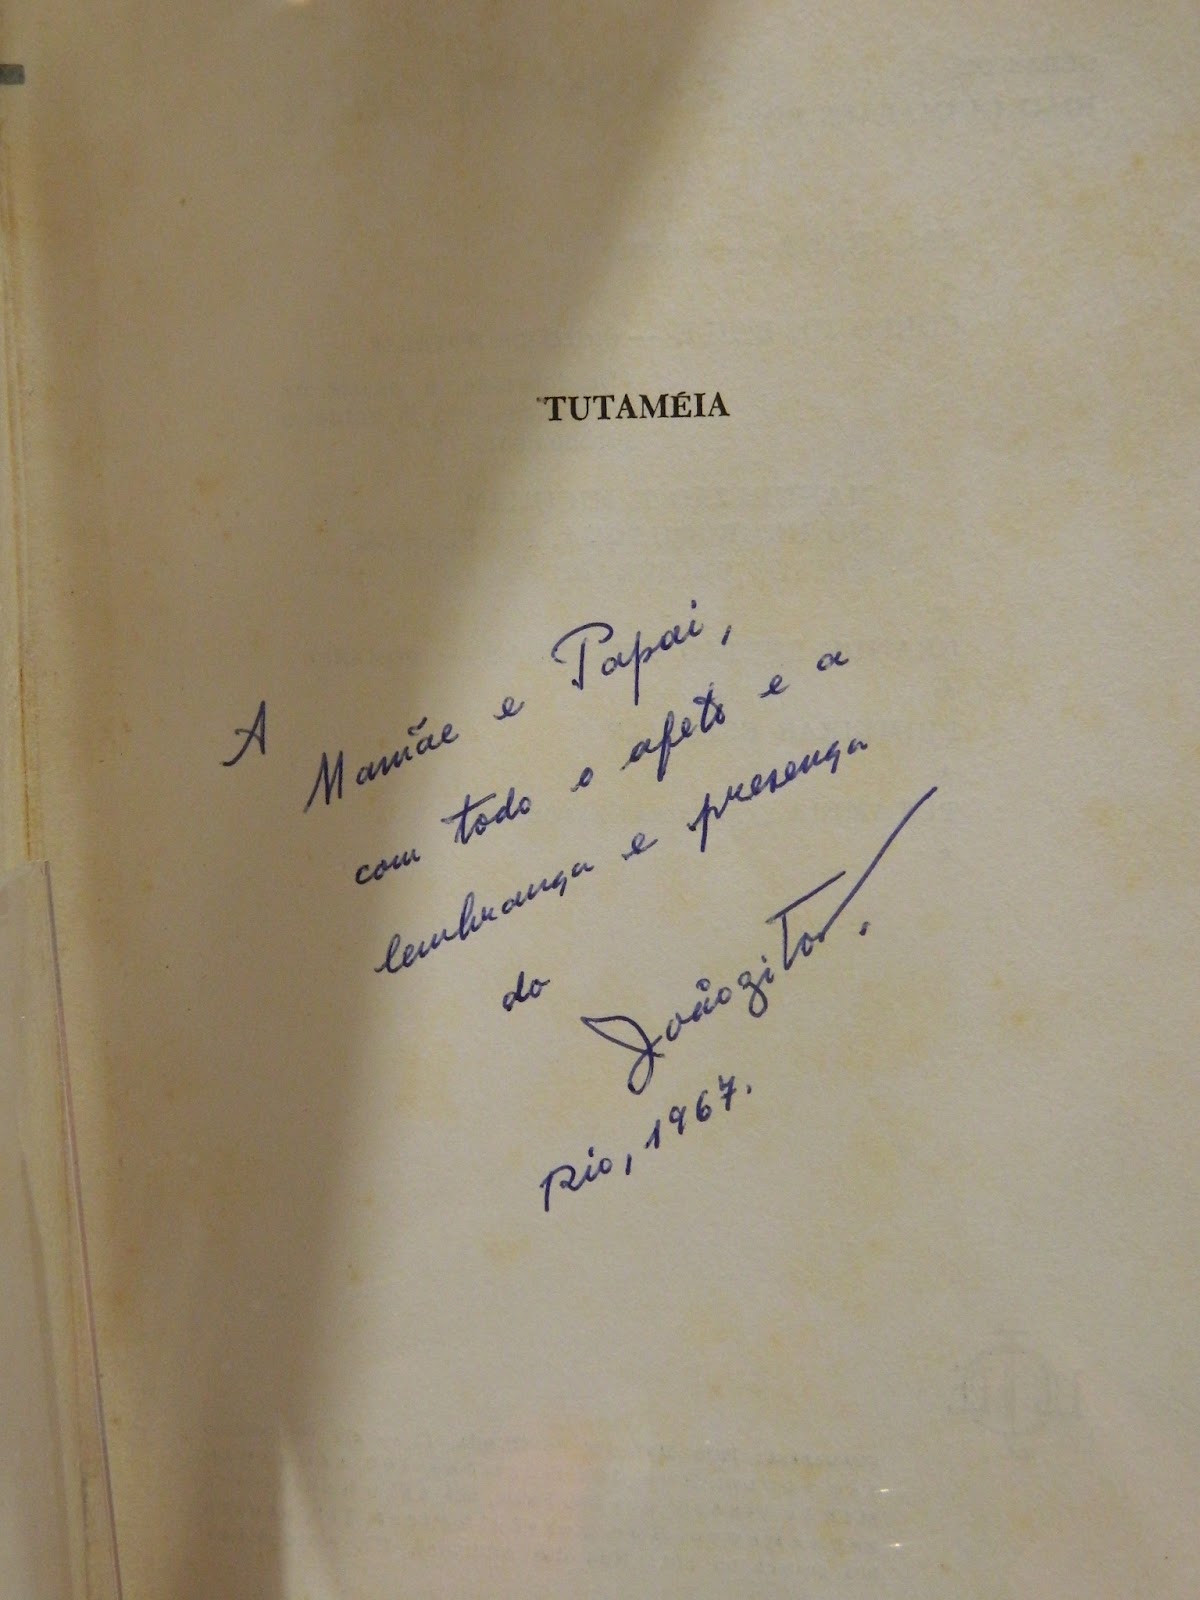 TUTAMÉIA
A
Mamãe e Papai,
com todo o afeto e a
lembrança e presença
do
Joãozito.
Rio, 1967.